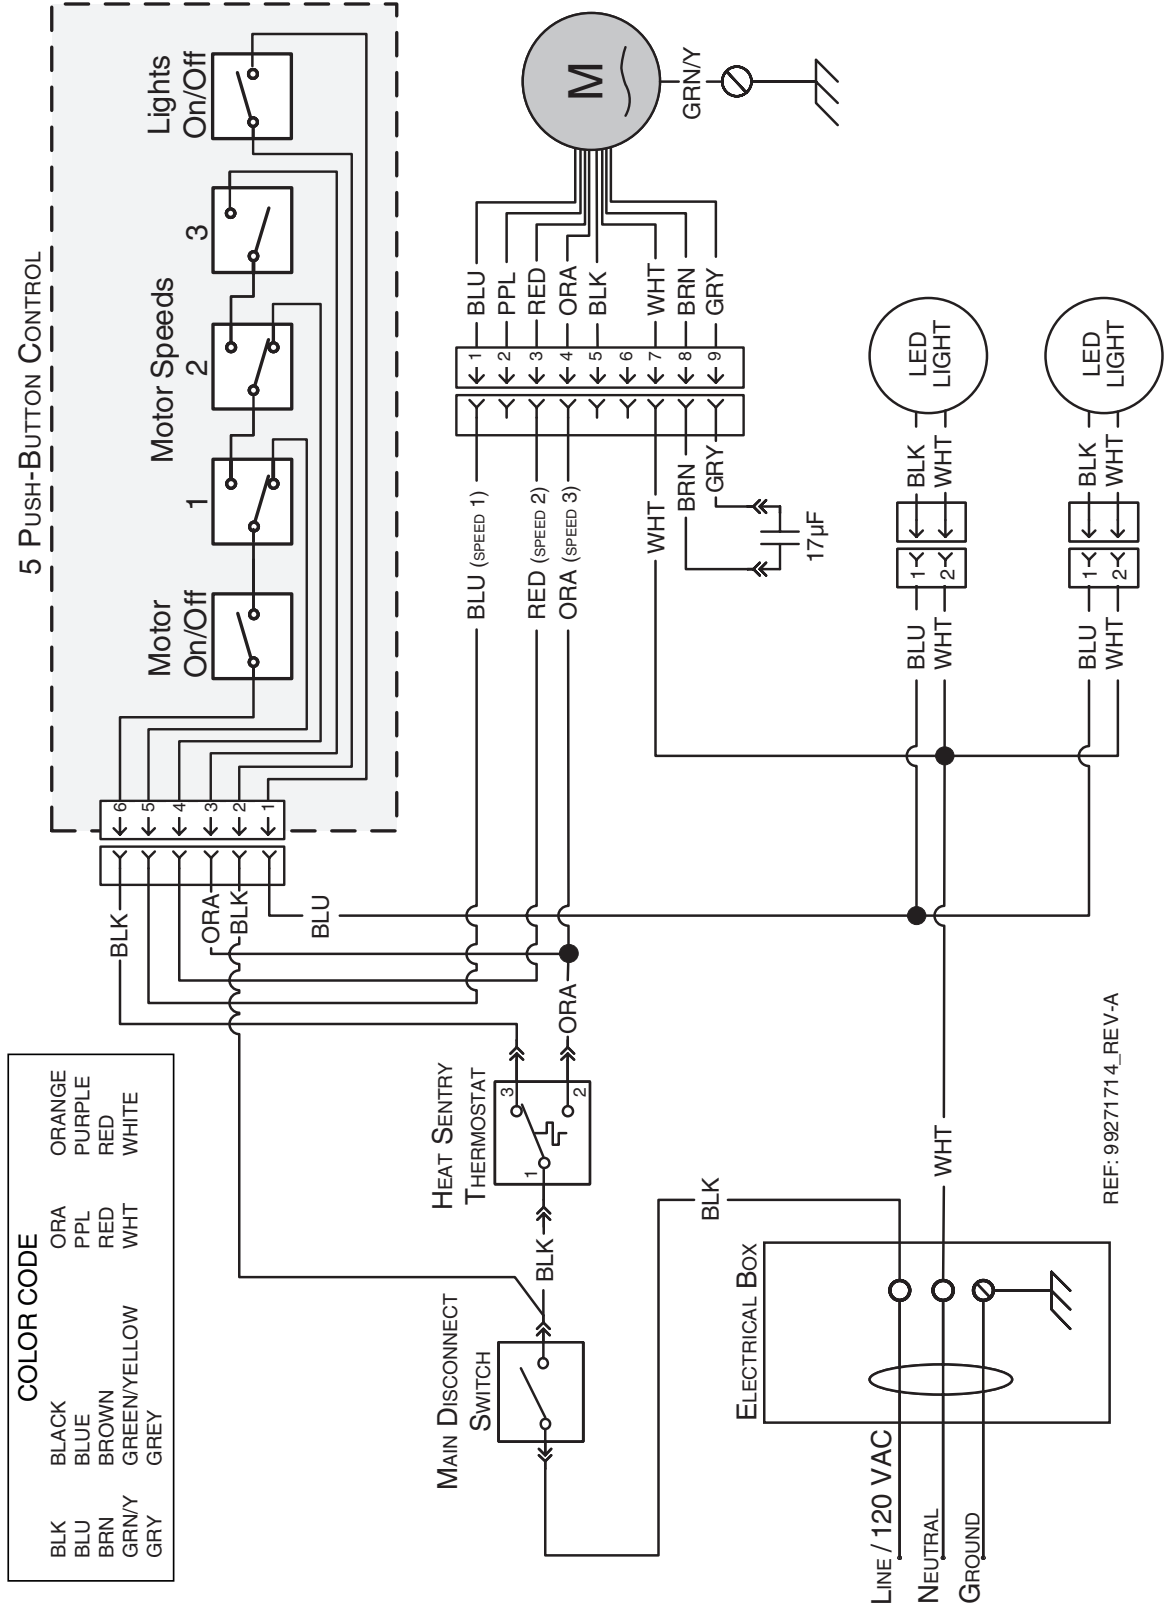 5 PUSH-BUTTON CONTROL
Motor
On/Off
Motor Speeds
1
2
3
Lights
On/Off
6
5
4
3
2
1
BLK
ORA
BLK
BLU
COLOR CODE
BLK BLACK ORA ORANGE
BLU BLUE PPL PURPLE
BRN BROWN RED RED
GRN/Y GREEN/YELLOW WHT WHITE
GRY GREY
M
GRN/Y
BLU
PPL
RED
ORA
BLK
WHT
BRN
GRY
1
2
3
4
5
6
7
8
9
BLU (SPEED 1)
RED (SPEED 2)
ORA (SPEED 3)
WHT
BRN
GRY
17µF
HEAT SENTRY
THERMOSTAT
3
2
1
ORA
BLK
MAIN DISCONNECT
SWITCH
BLK
LED
LIGHT
BLK
WHT
1
2
BLU
WHT
LED
LIGHT
BLK
WHT
1
2
BLU
WHT
WHT
ELECTRICAL BOX
LINE / 120 VAC
NEUTRAL
GROUND
REF: 99271714_REV-A